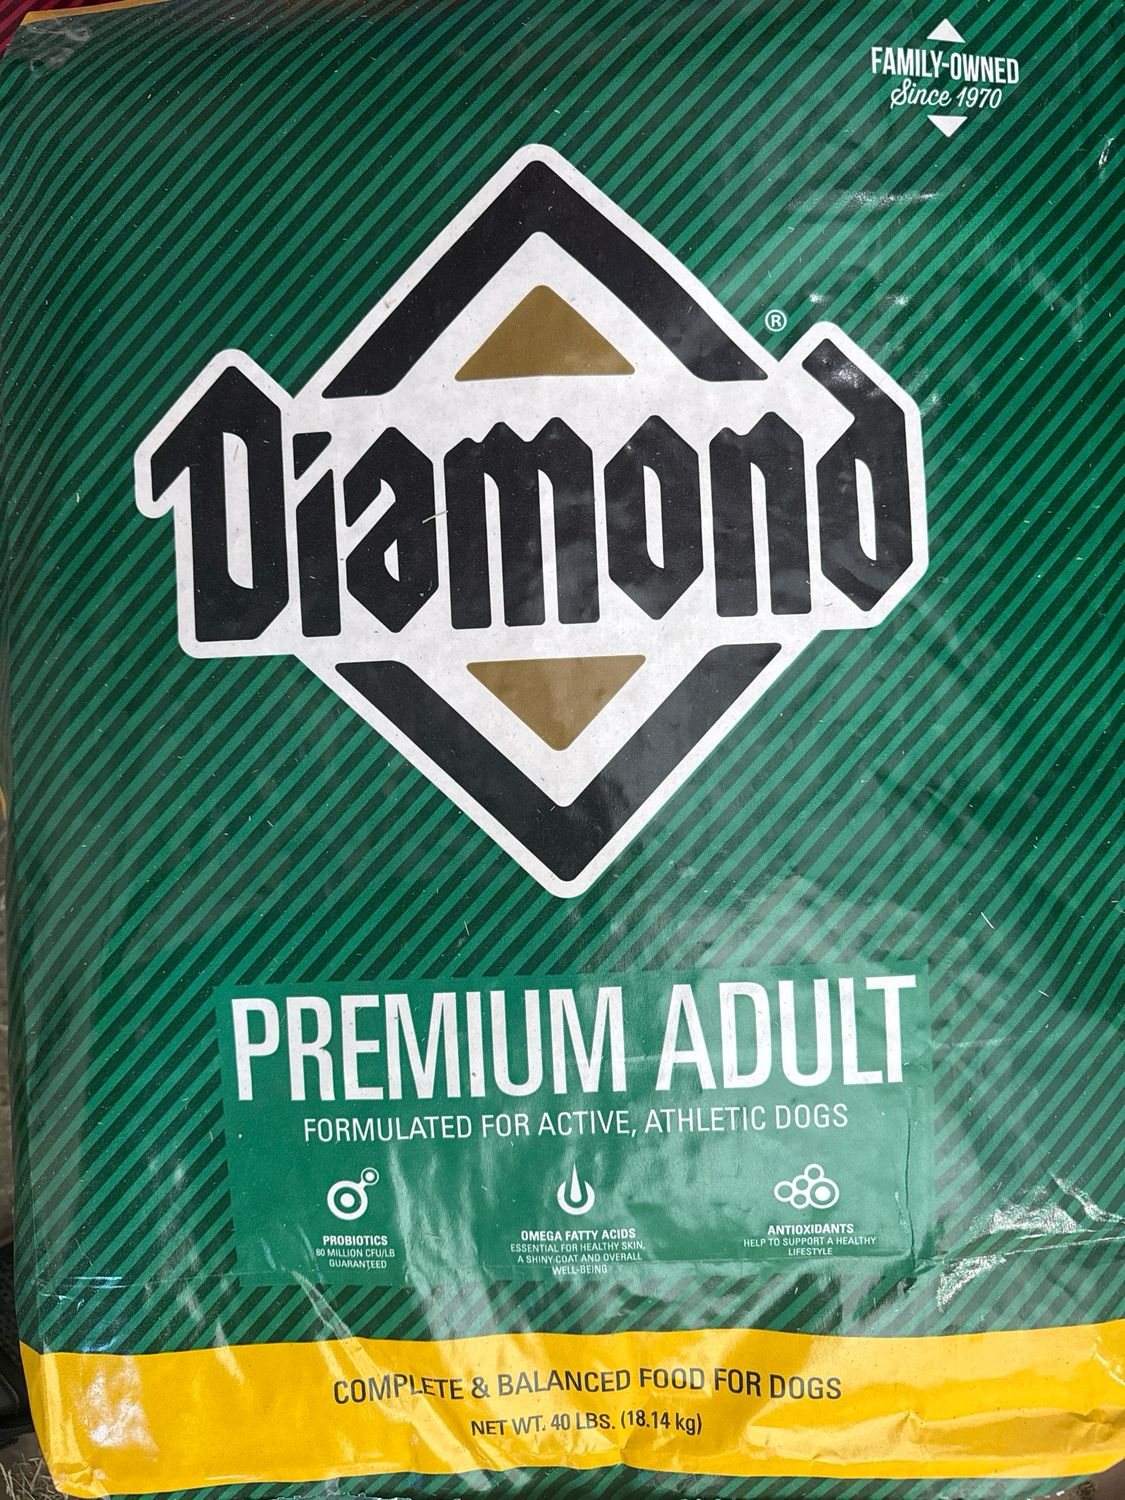 FAMILY-OWNED
Since 1970
®
Diamond
PREMIUM ADULT
FORMULATED FOR ACTIVE, ATHLETIC DOGS
PROBIOTICS
80 MILLION CFU/LB
GUARANTEED
OMEGA FATTY ACIDS
ESSENTIAL FOR HEALTHY SKIN,
A SHINY COAT AND OVERALL
WELL-BEING
ANTIOXIDANTS
HELP TO SUPPORT A HEALTHY
LIFESTYLE
COMPLETE & BALANCED FOOD FOR DOGS
NET WT. 40 LBS. (18.14 kg)